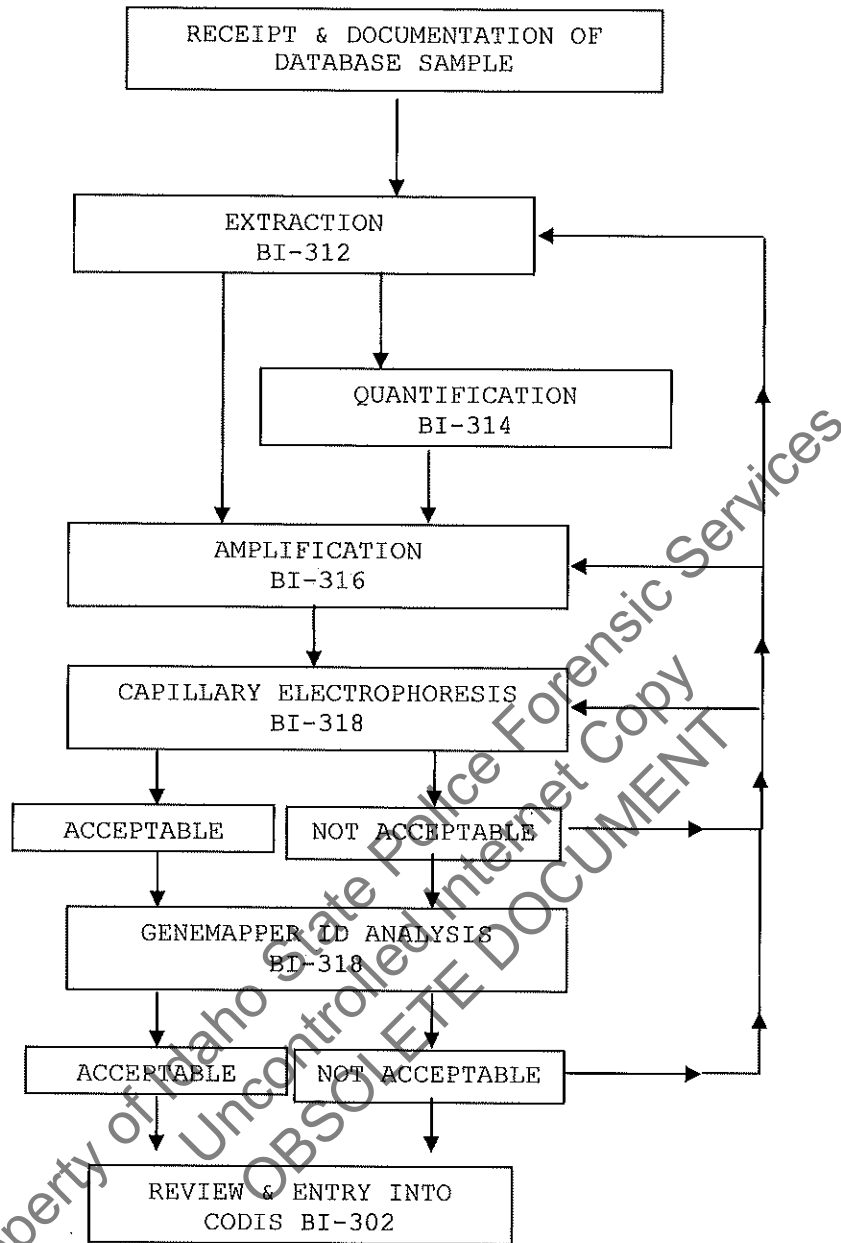 RECEIPT & DOCUMENTATION OF
DATABASE SAMPLE
EXTRACTION
BI-312
QUANTIFICATION
BI-314
AMPLIFICATION
BI-316
CAPILLARY ELECTROPHORESIS
BI-318
ACCEPTABLE
NOT ACCEPTABLE
GENEMAPPER ID ANALYSIS
BI-318
ACCEPTABLE
NOT ACCEPTABLE
REVIEW & ENTRY INTO
CODIS BI-302
Property of Idaho State Police Forensic Services
Uncontrolled Internet Copy
OBSOLETE DOCUMENT